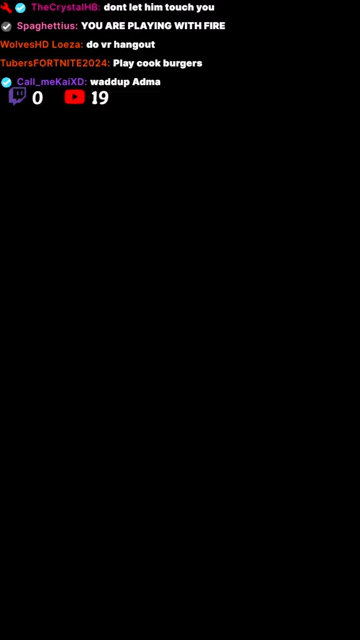 TheCrystalHB: dont let him touch you
Spaghettius: YOU ARE PLAYING WITH FIRE
WolvesHD Loeza: do vr hangout
TubersFORTNITE2024: Play cook burgers
Call_meKaiXD: waddup Adma
0 19